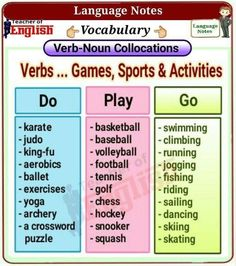 Language Notes
Teacher of
English
Vocabulary
Language
Notes
Verb-Noun Collocations
Verbs ... Games, Sports & Activities
Do
- karate
- judo
- king-fu
- aerobics
- ballet
- exercises
- yoga
- archery
- a crossword
puzzle
Play
- basketball
- baseball
- volleyball
- football
- tennis
- golf
- chess
- hockey
- snooker
- squash
Go
- swimming
- climbing
- running
- jogging
- fishing
- riding
- sailing
- dancing
- skiing
- skating